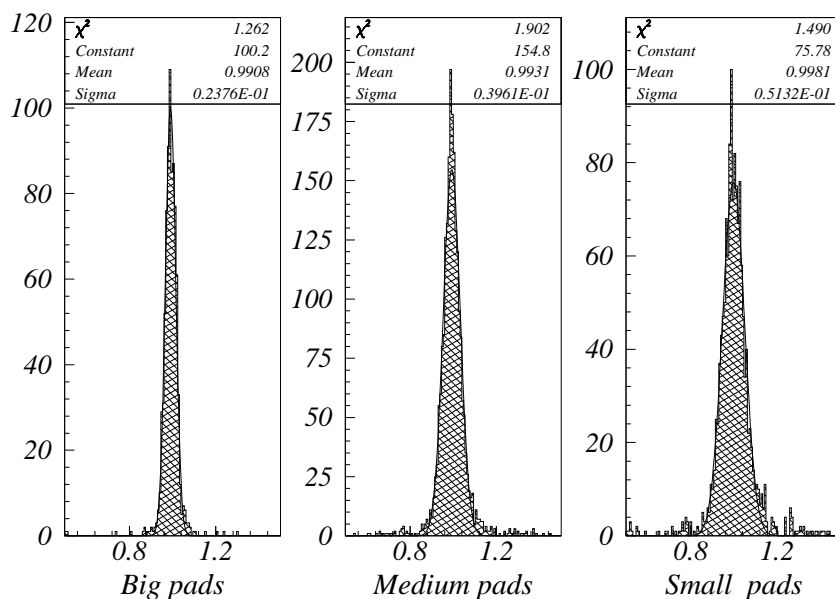 χ² 1.262
Constant 100.2
Mean 0.9908
Sigma 0.2376E-01
120
100
80
60
40
20
0
0.8 1.2
Big pads
χ² 1.902
Constant 154.8
Mean 0.9931
Sigma 0.3961E-01
200
175
150
125
100
75
50
25
0
0.8 1.2
Medium pads
χ² 1.490
Constant 75.78
Mean 0.9981
Sigma 0.5132E-01
100
80
60
40
20
0
0.8 1.2
Small pads